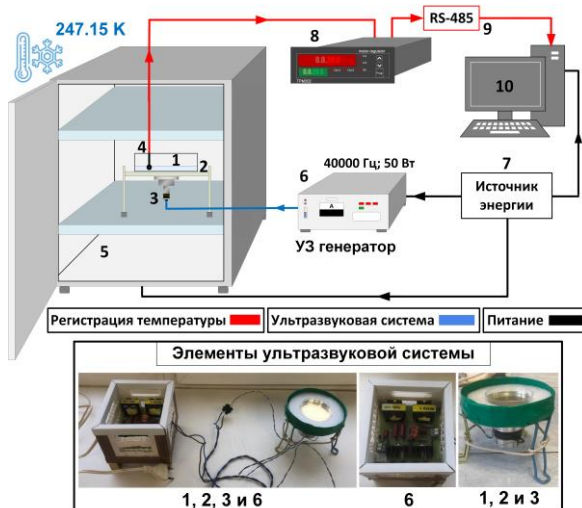 247.15 K
8
RS-485
9
10
4
1
2
3
5
40000 Гц; 50 Вт
6
A
УЗ генератор
7
Источник
энергии
Регистрация температуры
Ультразвуковая система
Питание
Элементы ультразвуковой системы
1, 2, 3 и 6
6
1, 2 и 3